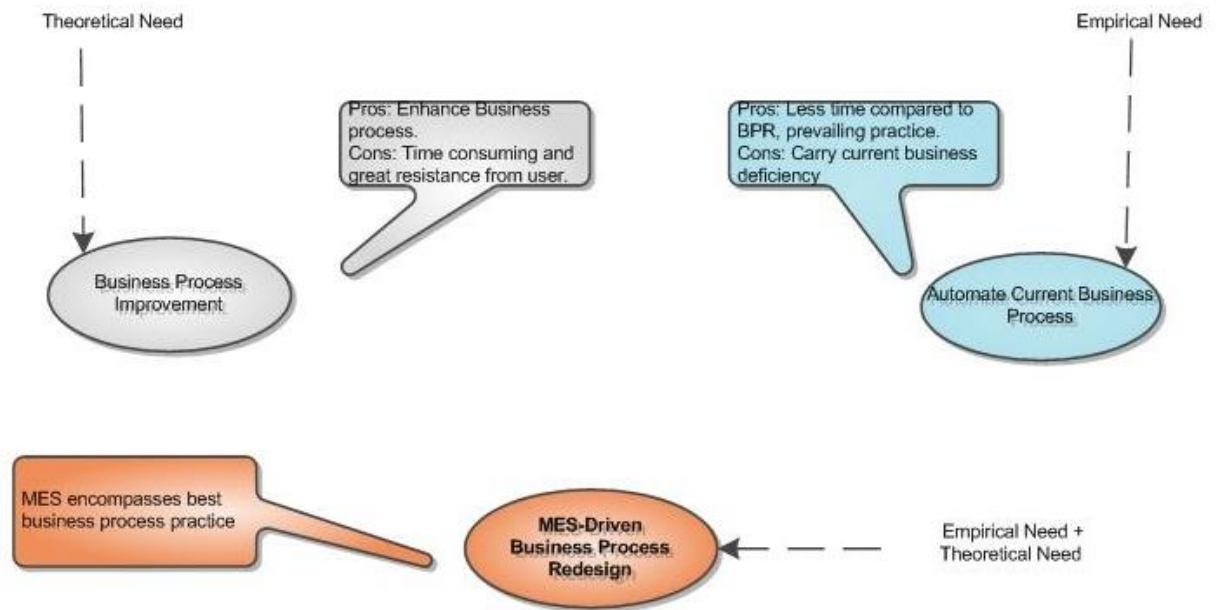 Theoretical Need
Empirical Need
Pros: Enhance Business
process.
Cons: Time consuming and
great resistance from user.
Pros: Less time compared to
BPR, prevailing practice.
Cons: Carry current business
deficiency
Business Process
Improvement
Automate Current Business
Process
MES encompasses best
business process practice
MES-Driven
Business Process
Redesign
Empirical Need +
Theoretical Need